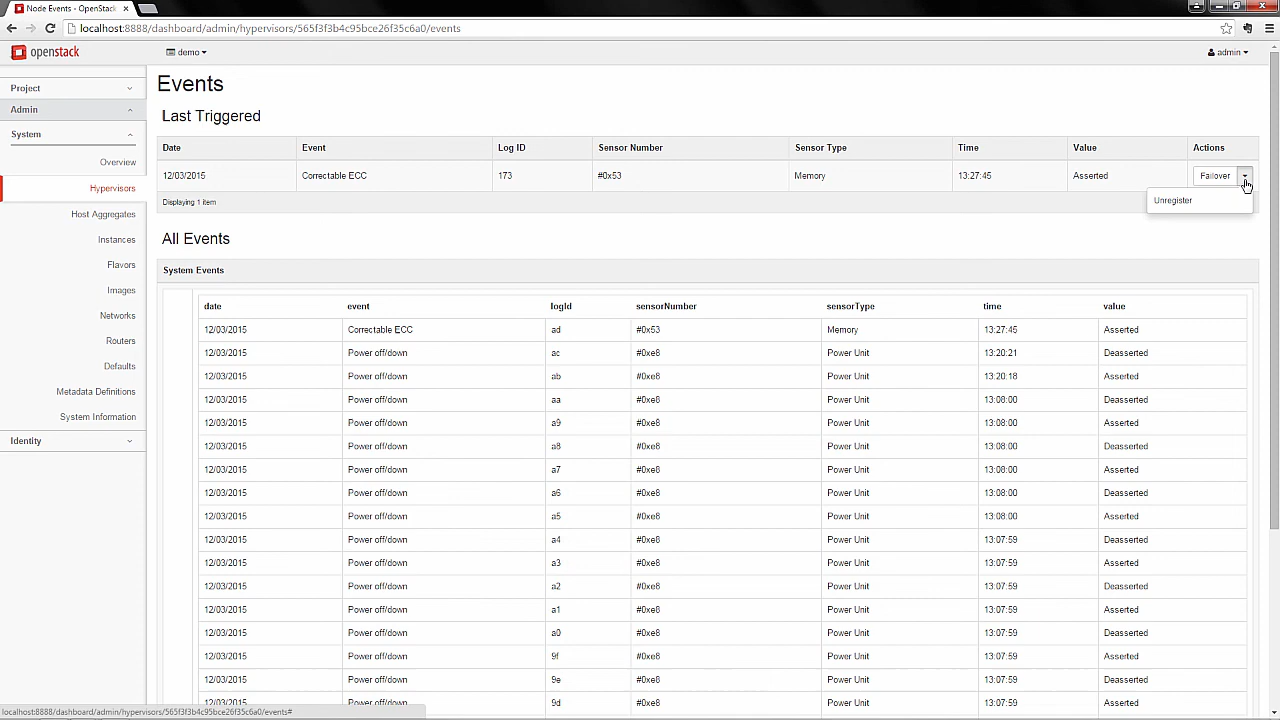 Node Events - OpenStack
localhost:8888/dashboard/admin/hypervisors/565f3f3b4c95bce26f35c6a0/events
openstack
demo
admin
Project
Admin
System
Overview
Hypervisors
Host Aggregates
Instances
Flavors
Images
Networks
Routers
Defaults
Metadata Definitions
System Information
Identity
Events
Last Triggered
Date Event Log ID Sensor Number Sensor Type Time Value Actions
12/03/2015 Correctable ECC 173 #0x53 Memory 13:27:45 Asserted Failover
Displaying 1 item
Unregister
All Events
System Events
date event logId sensorNumber sensorType time value
12/03/2015 Correctable ECC ad #0x53 Memory 13:27:45 Asserted
12/03/2015 Power off/down ac #0xe8 Power Unit 13:20:21 Deasserted
12/03/2015 Power off/down ab #0xe8 Power Unit 13:20:18 Asserted
12/03/2015 Power off/down aa #0xe8 Power Unit 13:08:00 Deasserted
12/03/2015 Power off/down a9 #0xe8 Power Unit 13:08:00 Asserted
12/03/2015 Power off/down a8 #0xe8 Power Unit 13:08:00 Deasserted
12/03/2015 Power off/down a7 #0xe8 Power Unit 13:08:00 Asserted
12/03/2015 Power off/down a6 #0xe8 Power Unit 13:08:00 Deasserted
12/03/2015 Power off/down a5 #0xe8 Power Unit 13:08:00 Asserted
12/03/2015 Power off/down a4 #0xe8 Power Unit 13:07:59 Deasserted
12/03/2015 Power off/down a3 #0xe8 Power Unit 13:07:59 Asserted
12/03/2015 Power off/down a2 #0xe8 Power Unit 13:07:59 Deasserted
12/03/2015 Power off/down a1 #0xe8 Power Unit 13:07:59 Asserted
12/03/2015 Power off/down a0 #0xe8 Power Unit 13:07:59 Deasserted
12/03/2015 Power off/down 9f #0xe8 Power Unit 13:07:59 Asserted
12/03/2015 Power off/down 9e #0xe8 Power Unit 13:07:59 Deasserted
12/03/2015 Power off/down 9d #0xe8 Power Unit 13:07:59 Asserted
localhost:8888/dashboard/admin/hypervisors/565f3f3b4c95bce26f35c6a0/events#